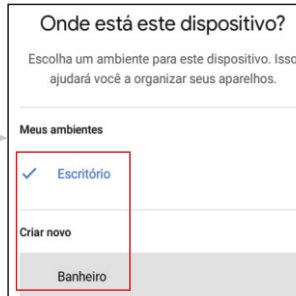 Onde está este dispositivo?
Escolha um ambiente para este dispositivo. Isso
ajudará você a organizar seus aparelhos.
Meus ambientes
Escritório
Criar novo
Banheiro